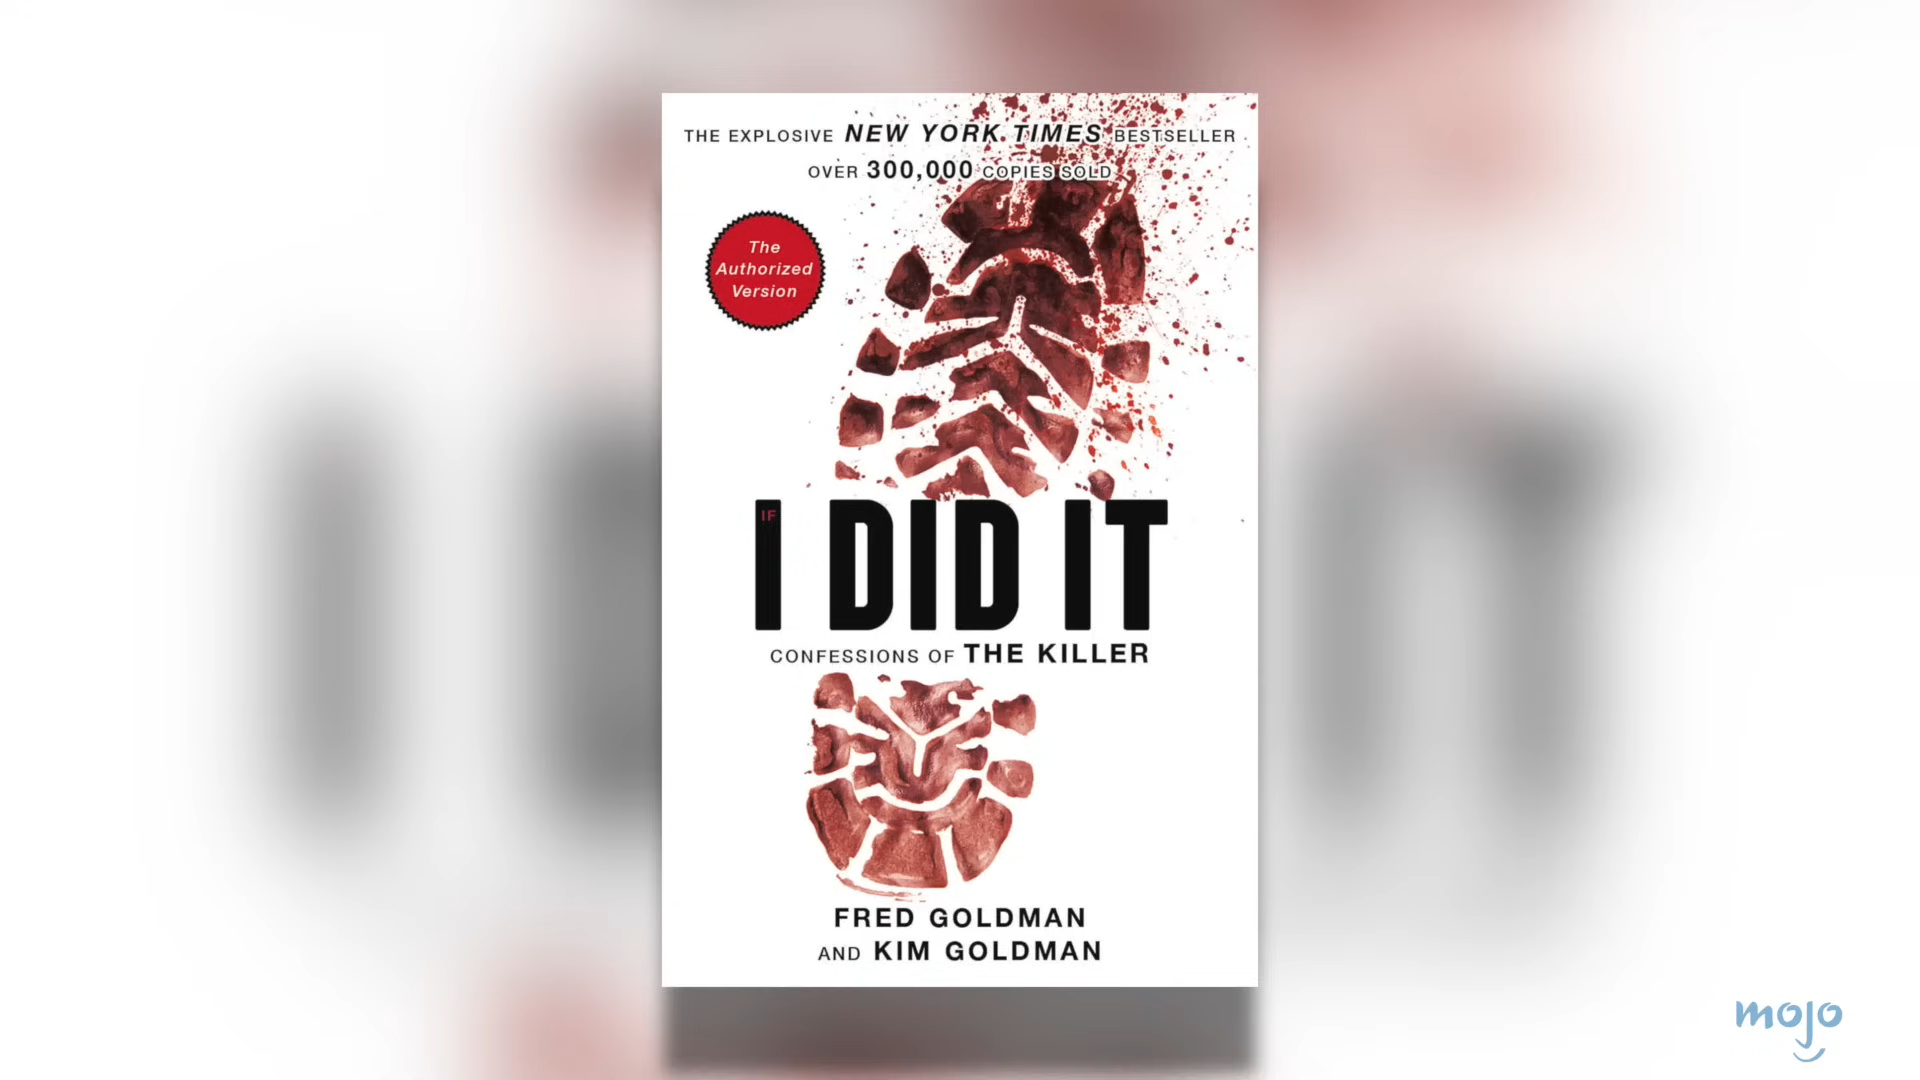 THE EXPLOSIVE NEW YORK TIMES BESTSELLER
OVER 300,000 COPIES SOLD
The
Authorized
Version
IF
I DID IT
CONFESSIONS OF THE KILLER
FRED GOLDMAN
AND KIM GOLDMAN
mojo